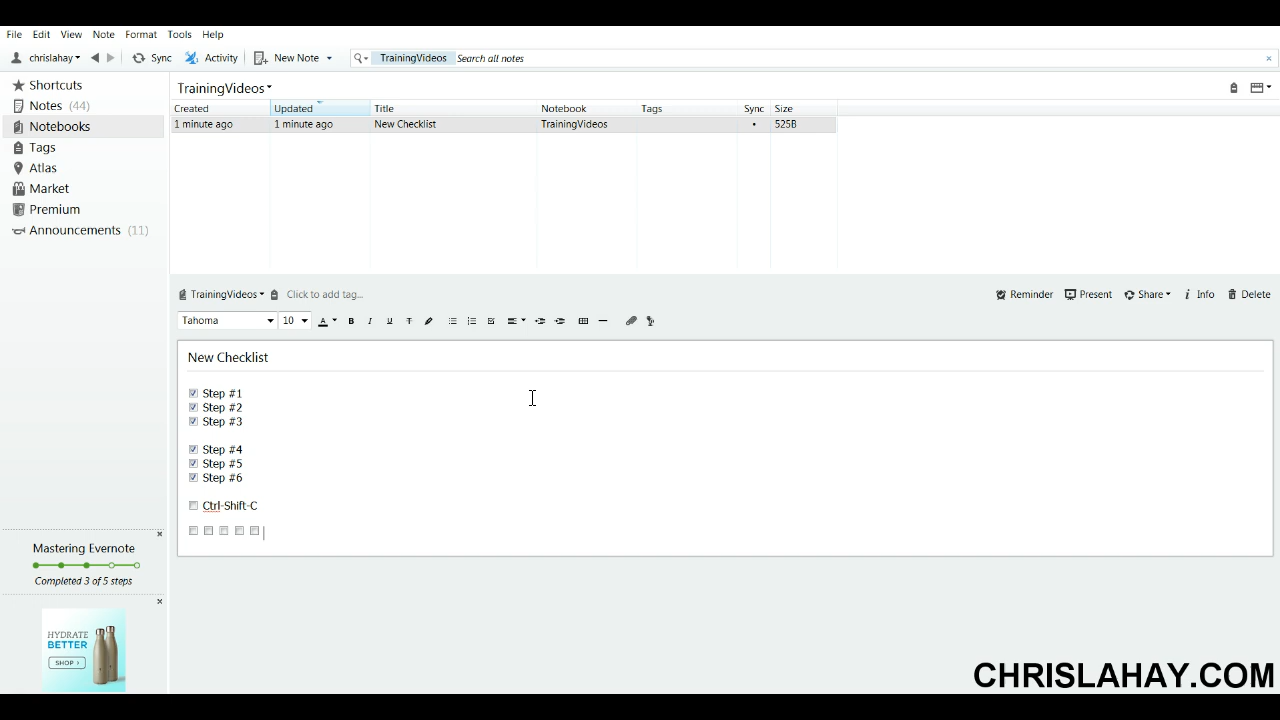 File Edit View Note Format Tools Help
chrislahay Sync Activity New Note TrainingVideos Search all notes
Shortcuts
Notes (44)
Notebooks
Tags
Atlas
Market
Premium
Announcements (11)
TrainingVideos
Created Updated Title Notebook Tags Sync Size
1 minute ago 1 minute ago New Checklist TrainingVideos 525B
TrainingVideos Click to add tag... Reminder Present Share Info Delete
Tahoma 10
New Checklist
Step #1
Step #2
Step #3
Step #4
Step #5
Step #6
Ctrl-Shift-C
Mastering Evernote
Completed 3 of 5 steps
HYDRATE
BETTER
SHOP >
CHRISLAHAY.COM